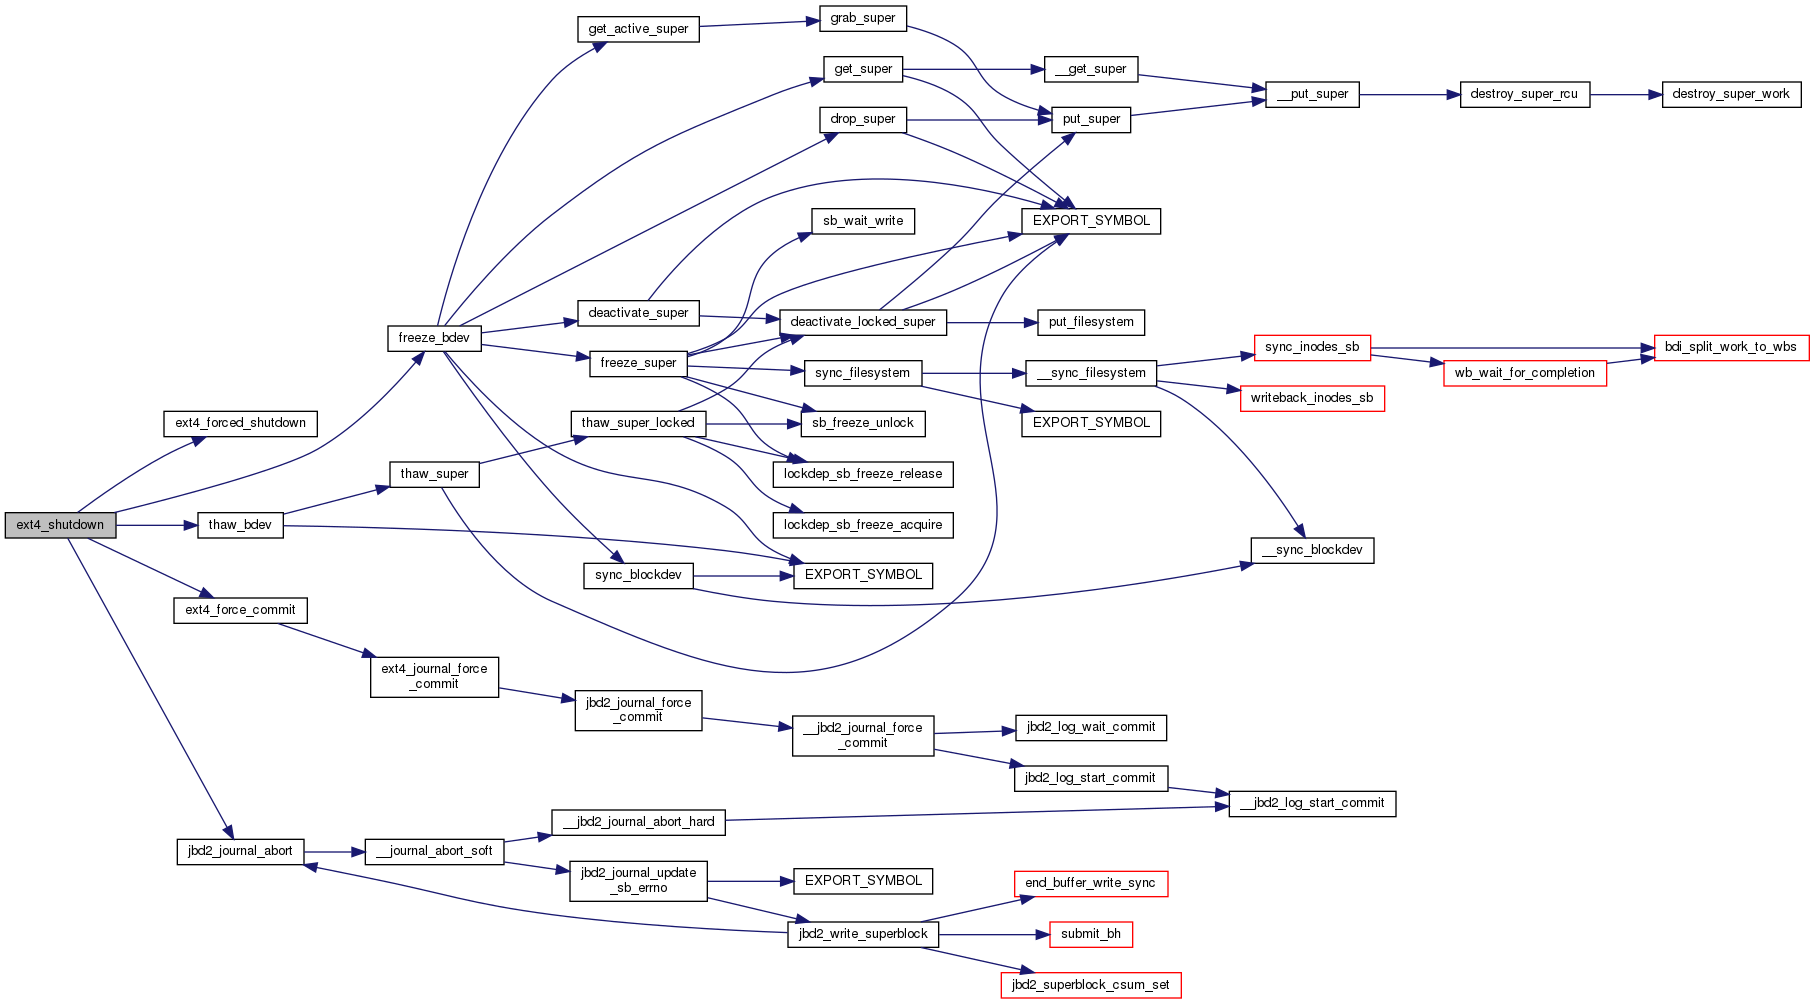 grab_super
get_active_super
get_super
__get_super
__put_super
destroy_super_rcu
destroy_super_work
drop_super
put_super
sb_wait_write
EXPORT_SYMBOL
deactivate_super
deactivate_locked_super
put_filesystem
freeze_bdev
freeze_super
sync_filesystem
__sync_filesystem
sync_inodes_sb
bdi_split_work_to_wbs
wb_wait_for_completion
writeback_inodes_sb
ext4_forced_shutdown
thaw_super_locked
sb_freeze_unlock
EXPORT_SYMBOL
thaw_super
lockdep_sb_freeze_release
ext4_shutdown
thaw_bdev
lockdep_sb_freeze_acquire
__sync_blockdev
sync_blockdev
EXPORT_SYMBOL
ext4_force_commit
ext4_journal_force
_commit
jbd2_journal_force
_commit
__jbd2_journal_force
_commit
jbd2_log_wait_commit
jbd2_log_start_commit
__jbd2_log_start_commit
__jbd2_journal_abort_hard
jbd2_journal_abort
__journal_abort_soft
jbd2_journal_update
_sb_errno
EXPORT_SYMBOL
end_buffer_write_sync
jbd2_write_superblock
submit_bh
jbd2_superblock_csum_set